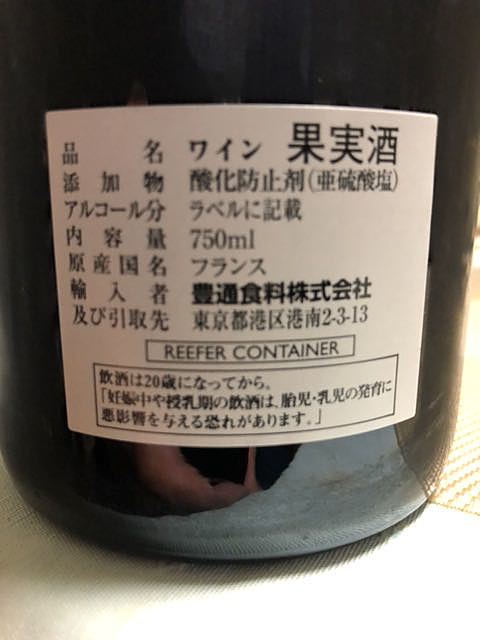 品名 ワイン 果実酒
添加物 酸化防止剤(亜硫酸塩)
アルコール分 ラベルに記載
内容量 750ml
原産国名 フランス
輸入者 豊通食料株式会社
及び引取先 東京都港区港南2-3-13
REEFER CONTAINER
飲酒は20歳になってから。
「妊娠中や授乳期の飲酒は、胎児・乳児の発育に
悪影響を与える恐れがあります。」